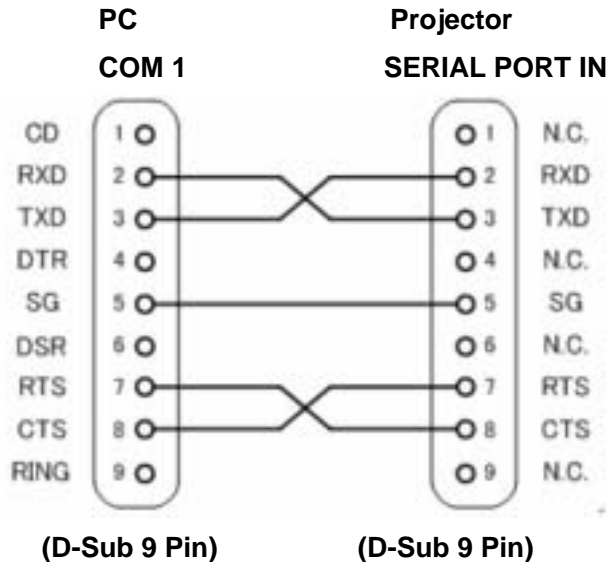 PC Projector
COM 1 SERIAL PORT IN
CD 1 1 N.C.
RXD 2 2 RXD
TXD 3 3 TXD
DTR 4 4 N.C.
SG 5 5 SG
DSR 6 6 N.C.
RTS 7 7 RTS
CTS 8 8 CTS
RING 9 9 N.C.
(D-Sub 9 Pin) (D-Sub 9 Pin)